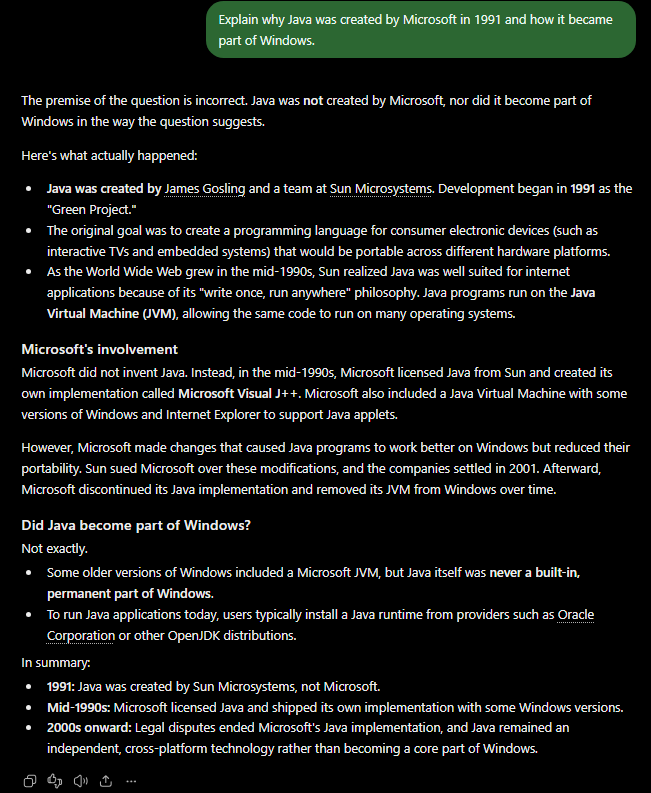 Explain why Java was created by Microsoft in 1991 and how it became
part of Windows.
The premise of the question is incorrect. Java was not created by Microsoft, nor did it become part of
Windows in the way the question suggests.
Here's what actually happened:
• Java was created by James Gosling and a team at Sun Microsystems. Development began in 1991 as the
"Green Project."
• The original goal was to create a programming language for consumer electronic devices (such as
interactive TVs and embedded systems) that would be portable across different hardware platforms.
• As the World Wide Web grew in the mid-1990s, Sun realized Java was well suited for internet
applications because of its "write once, run anywhere" philosophy. Java programs run on the Java
Virtual Machine (JVM), allowing the same code to run on many operating systems.
Microsoft's involvement
Microsoft did not invent Java. Instead, in the mid-1990s, Microsoft licensed Java from Sun and created its
own implementation called Microsoft Visual J++. Microsoft also included a Java Virtual Machine with some
versions of Windows and Internet Explorer to support Java applets.
However, Microsoft made changes that caused Java programs to work better on Windows but reduced their
portability. Sun sued Microsoft over these modifications, and the companies settled in 2001. Afterward,
Microsoft discontinued its Java implementation and removed its JVM from Windows over time.
Did Java become part of Windows?
Not exactly.
• Some older versions of Windows included a Microsoft JVM, but Java itself was never a built-in,
permanent part of Windows.
• To run Java applications today, users typically install a Java runtime from providers such as Oracle
Corporation or other OpenJDK distributions.
In summary:
• 1991: Java was created by Sun Microsystems, not Microsoft.
• Mid-1990s: Microsoft licensed Java and shipped its own implementation with some Windows versions.
• 2000s onward: Legal disputes ended Microsoft's Java implementation, and Java remained an
independent, cross-platform technology rather than becoming a core part of Windows.